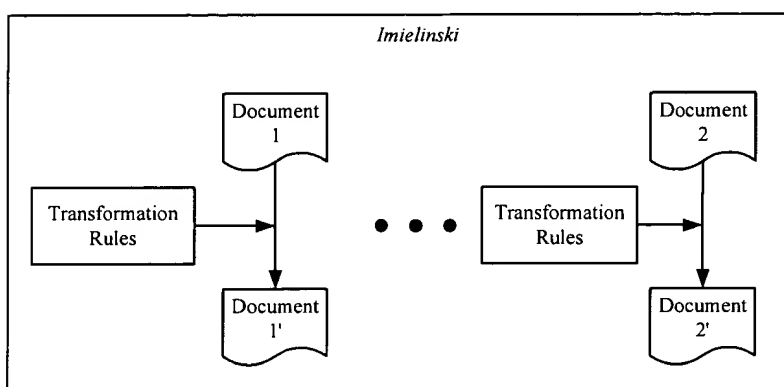 Imielinski
Document
1
Document
2
Transformation
Rules
Transformation
Rules
Document
1'
Document
2'